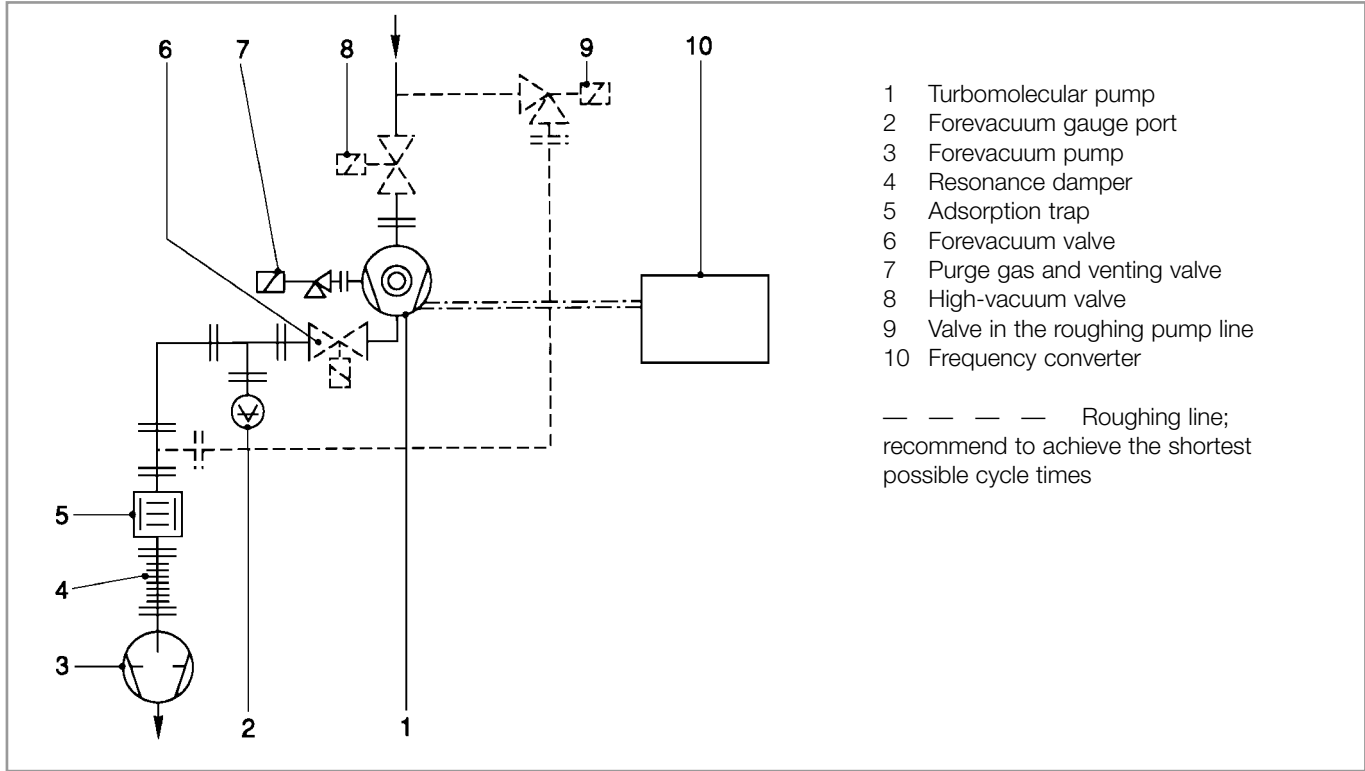 6 7 8 9 10
5
4
3
2 1
1 Turbomolecular pump
2 Forevacuum gauge port
3 Forevacuum pump
4 Resonance damper
5 Adsorption trap
6 Forevacuum valve
7 Purge gas and venting valve
8 High-vacuum valve
9 Valve in the roughing pump line
10 Frequency converter
— — — — Roughing line;
recommend to achieve the shortest
possible cycle times